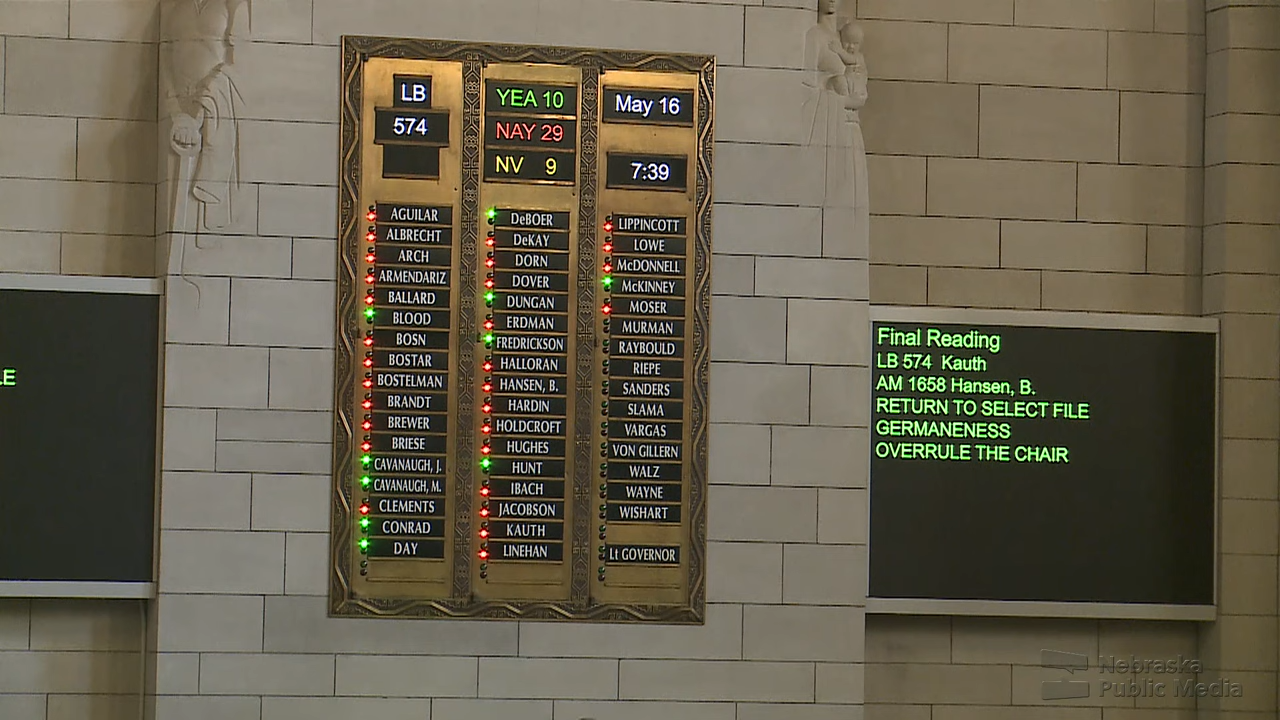 LE
LB
574
YEA 10
NAY 29
NV 9
May 16
7:39
AGUILAR
ALBRECHT
ARCH
ARMENDARIZ
BALLARD
BLOOD
BOSN
BOSTAR
BOSTELMAN
BRANDT
BREWER
BRIESE
CAVANAUGH, J.
CAVANAUGH, M.
CLEMENTS
CONRAD
DAY
DeBOER
DeKAY
DORN
DOVER
DUNGAN
ERDMAN
FREDRICKSON
HALLORAN
HANSEN, B.
HARDIN
HOLDCROFT
HUGHES
HUNT
IBACH
JACOBSON
KAUTH
LINEHAN
LIPPINCOTT
LOWE
McDONNELL
McKINNEY
MOSER
MURMAN
RAYBOULD
RIEPE
SANDERS
SLAMA
VARGAS
VON GILLERN
WALZ
WAYNE
WISHART
Lt GOVERNOR
Final Reading
LB 574 Kauth
AM 1658 Hansen, B.
RETURN TO SELECT FILE
GERMANENESS
OVERRULE THE CHAIR
Nebraska
Public Media